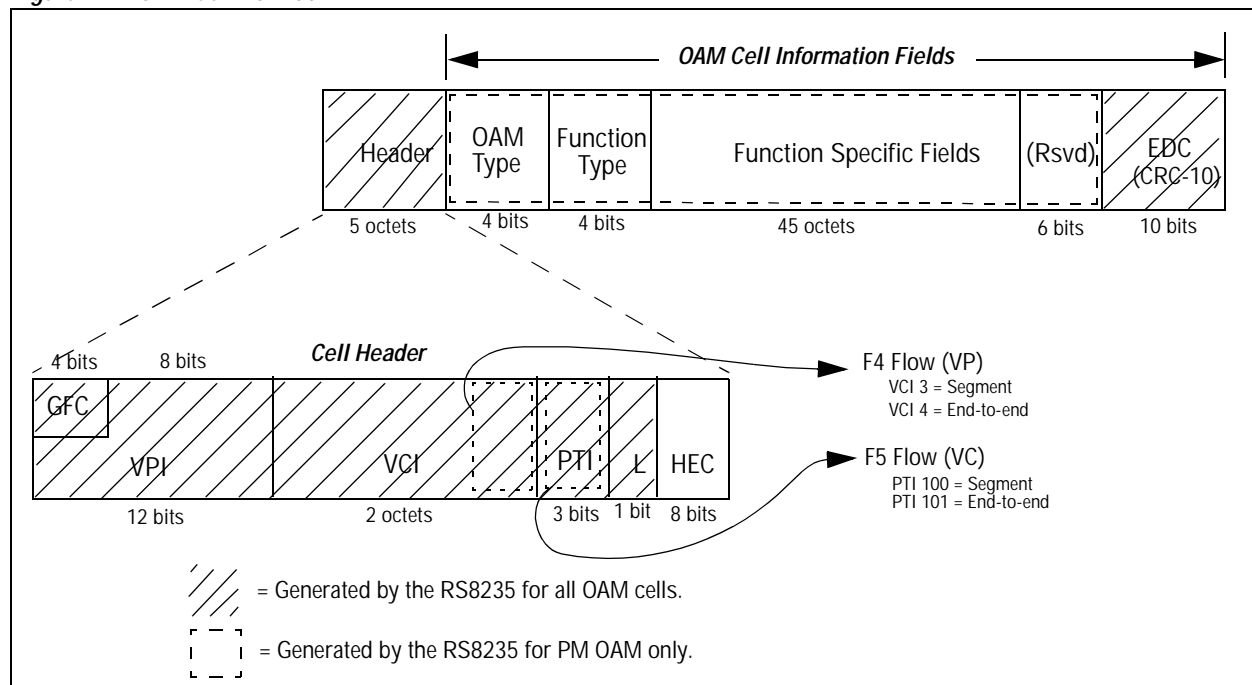 OAM Cell Information Fields
Header
OAM Type
Function Type
Function Specific Fields
(Rsvd)
EDC (CRC-10)
5 octets
4 bits
4 bits
45 octets
6 bits
10 bits
Cell Header
4 bits
8 bits
GFC
VPI
VCI
PTI
L
HEC
12 bits
2 octets
3 bits
1 bit
8 bits
F4 Flow (VP)
VCI 3 = Segment
VCI 4 = End-to-end
F5 Flow (VC)
PTI 100 = Segment
PTI 101 = End-to-end
= Generated by the RS8235 for all OAM cells.
= Generated by the RS8235 for PM OAM only.